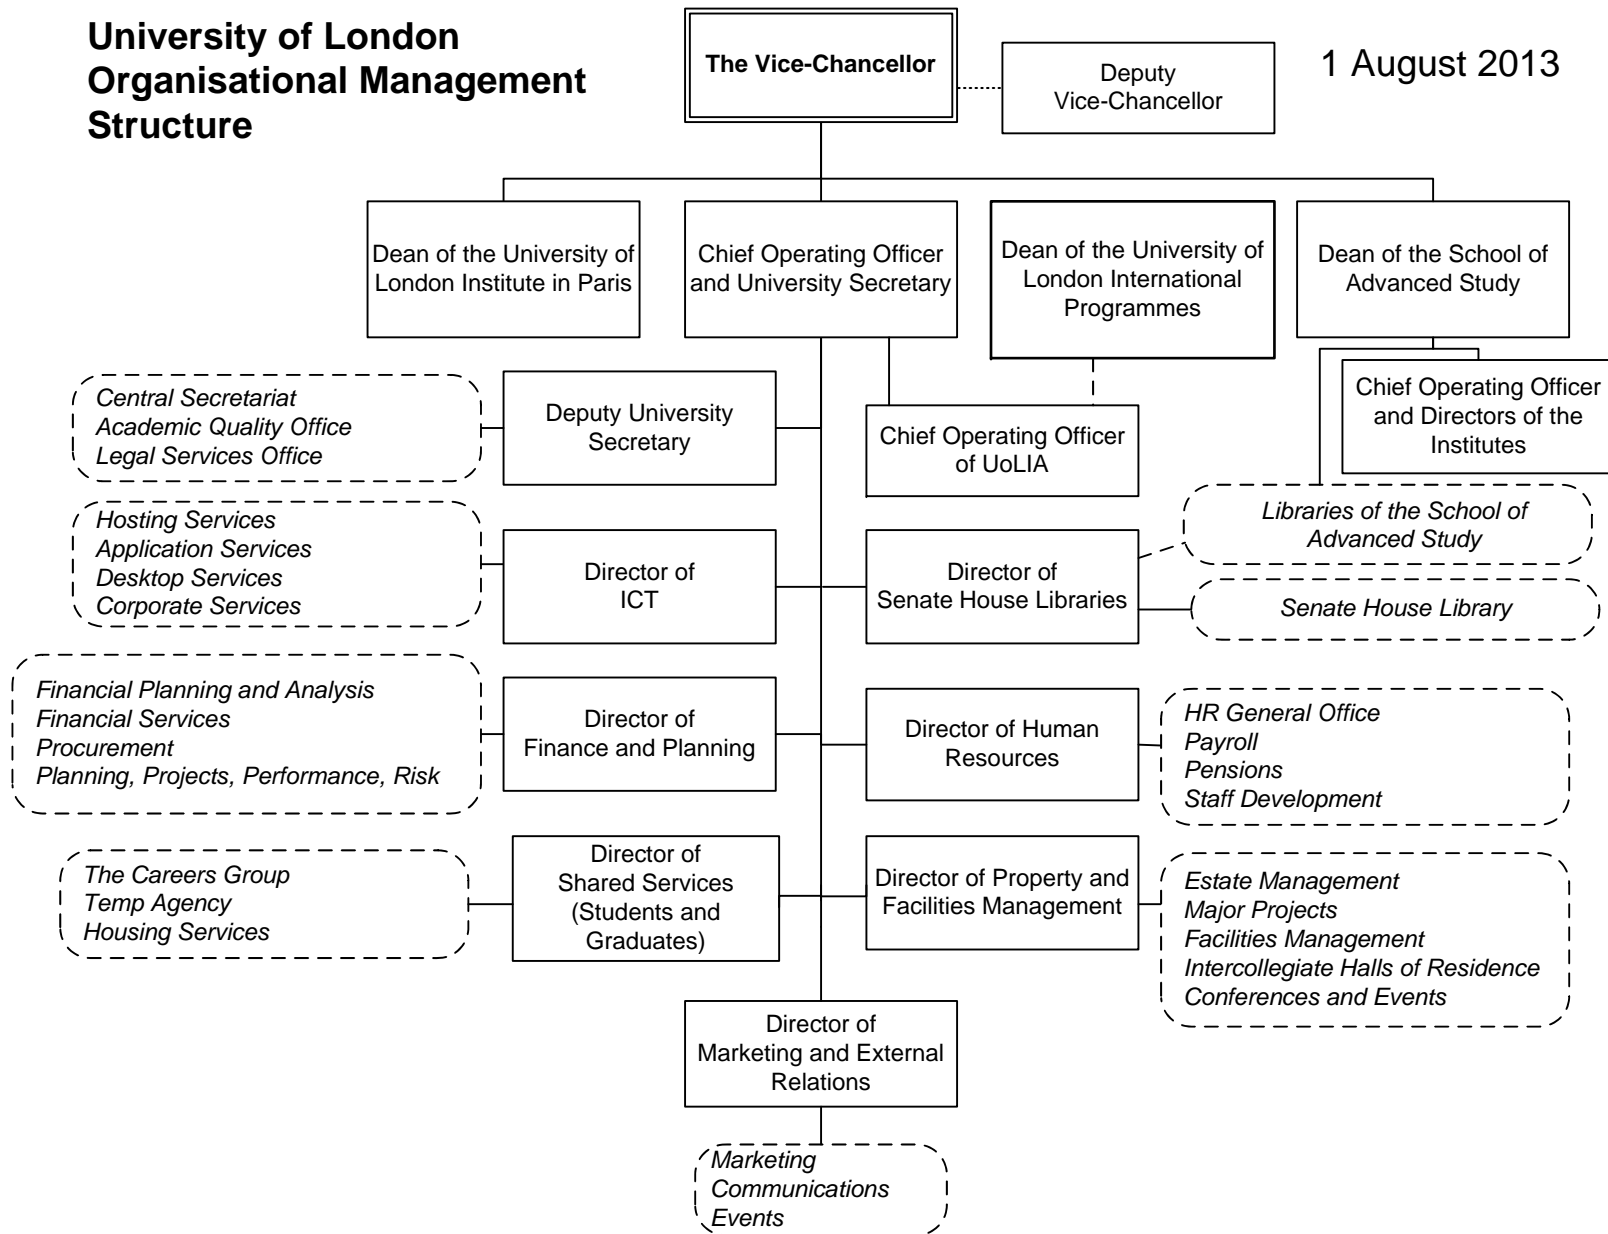 University of London
Organisational Management
Structure
The Vice-Chancellor
Deputy
Vice-Chancellor
1 August 2013
Dean of the University of
London Institute in Paris
Chief Operating Officer
and University Secretary
Dean of the University of
London International
Programmes
Dean of the School of
Advanced Study
Central Secretariat
Academic Quality Office
Legal Services Office
Deputy University
Secretary
Chief Operating Officer
of UoLIA
Chief Operating Officer
and Directors of the
Institutes
Hosting Services
Application Services
Desktop Services
Corporate Services
Director of
ICT
Director of
Senate House Libraries
Libraries of the School of
Advanced Study
Senate House Library
Financial Planning and Analysis
Financial Services
Procurement
Planning, Projects, Performance, Risk
Director of
Finance and Planning
Director of Human
Resources
HR General Office
Payroll
Pensions
Staff Development
The Careers Group
Temp Agency
Housing Services
Director of
Shared Services
(Students and
Graduates)
Director of Property and
Facilities Management
Estate Management
Major Projects
Facilities Management
Intercollegiate Halls of Residence
Conferences and Events
Director of
Marketing and External
Relations
Marketing
Communications
Events